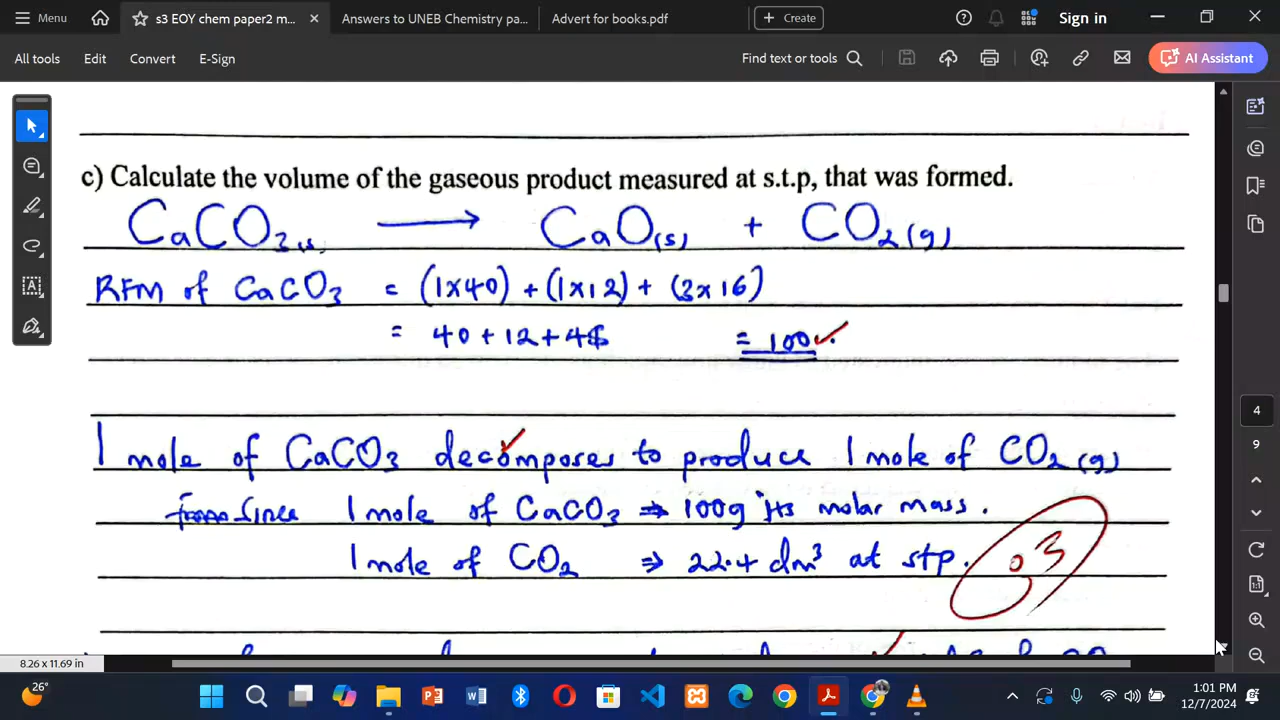 Menu
s3 EOY chem paper2 m...
Answers to UNEB Chemistry pa...
Advert for books.pdf
Create
Sign in
All tools
Edit
Convert
E-Sign
Find text or tools
AI Assistant
c) Calculate the volume of the gaseous product measured at s.t.p, that was formed.
CaCO3(s) → CaO(s) + CO2(g)
RFM of CaCO3 = (1x40) + (1x12) + (3x16)
= 40 + 12 + 48 = 100
1 mole of CaCO3 decomposes to produce 1 mole of CO2(g)
Since 1 mole of CaCO3 ⇒ 100g its molar mass.
1 mole of CO2 ⇒ 22.4 dm³ at stp.
03
4
9
8.26 x 11.69 in
26°
1:01 PM
12/7/2024